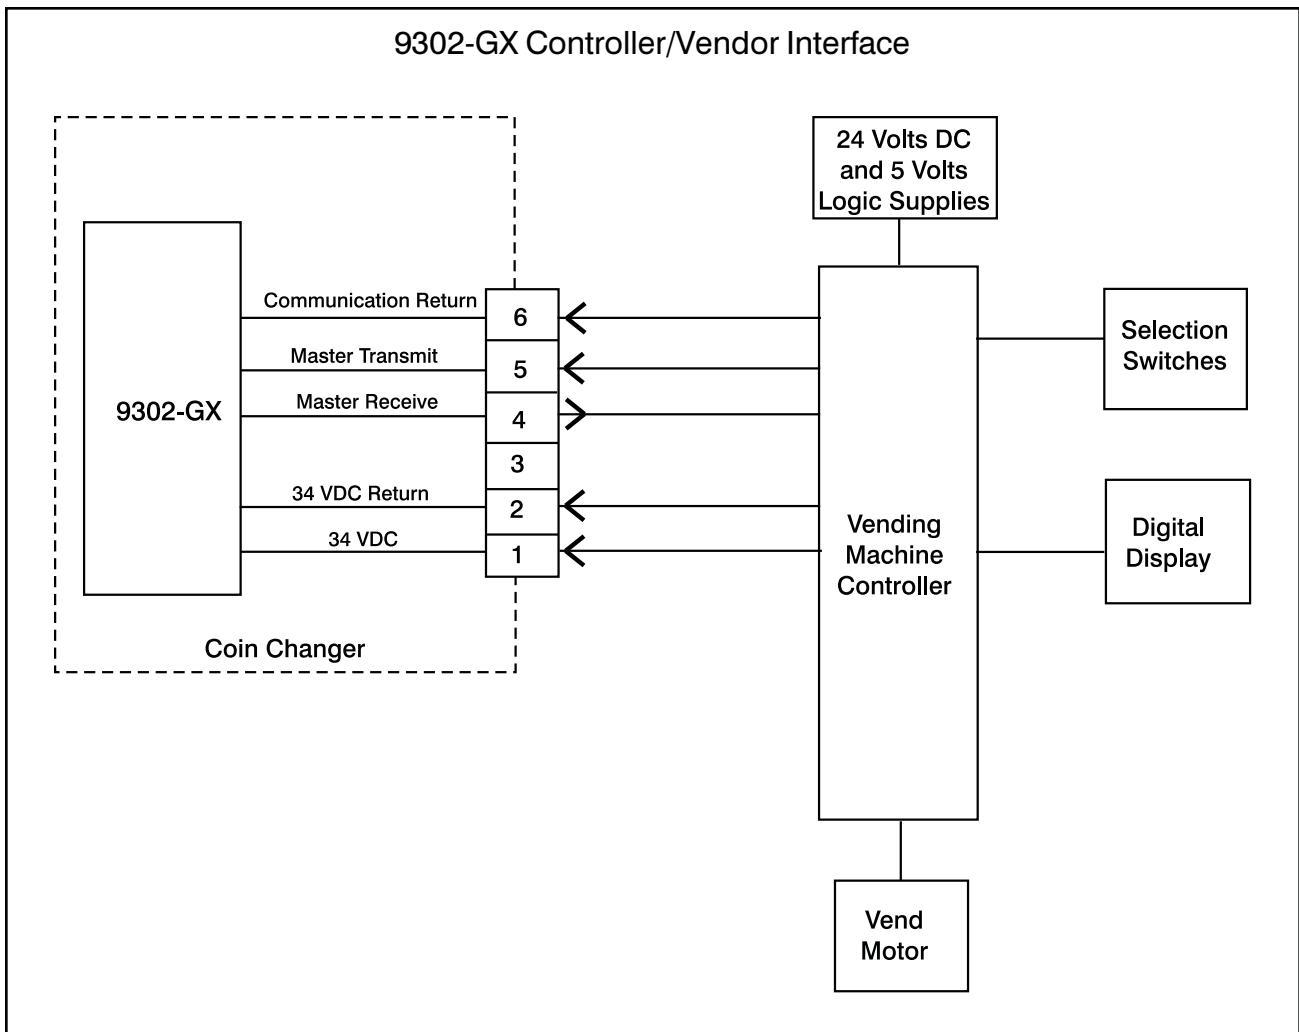 9302-GX Controller/Vendor Interface
24 Volts DC
and 5 Volts
Logic Supplies
Communication Return
6
Master Transmit
5
Master Receive
4
9302-GX
3
34 VDC Return
2
34 VDC
1
Coin Changer
Vending
Machine
Controller
Selection
Switches
Digital
Display
Vend
Motor